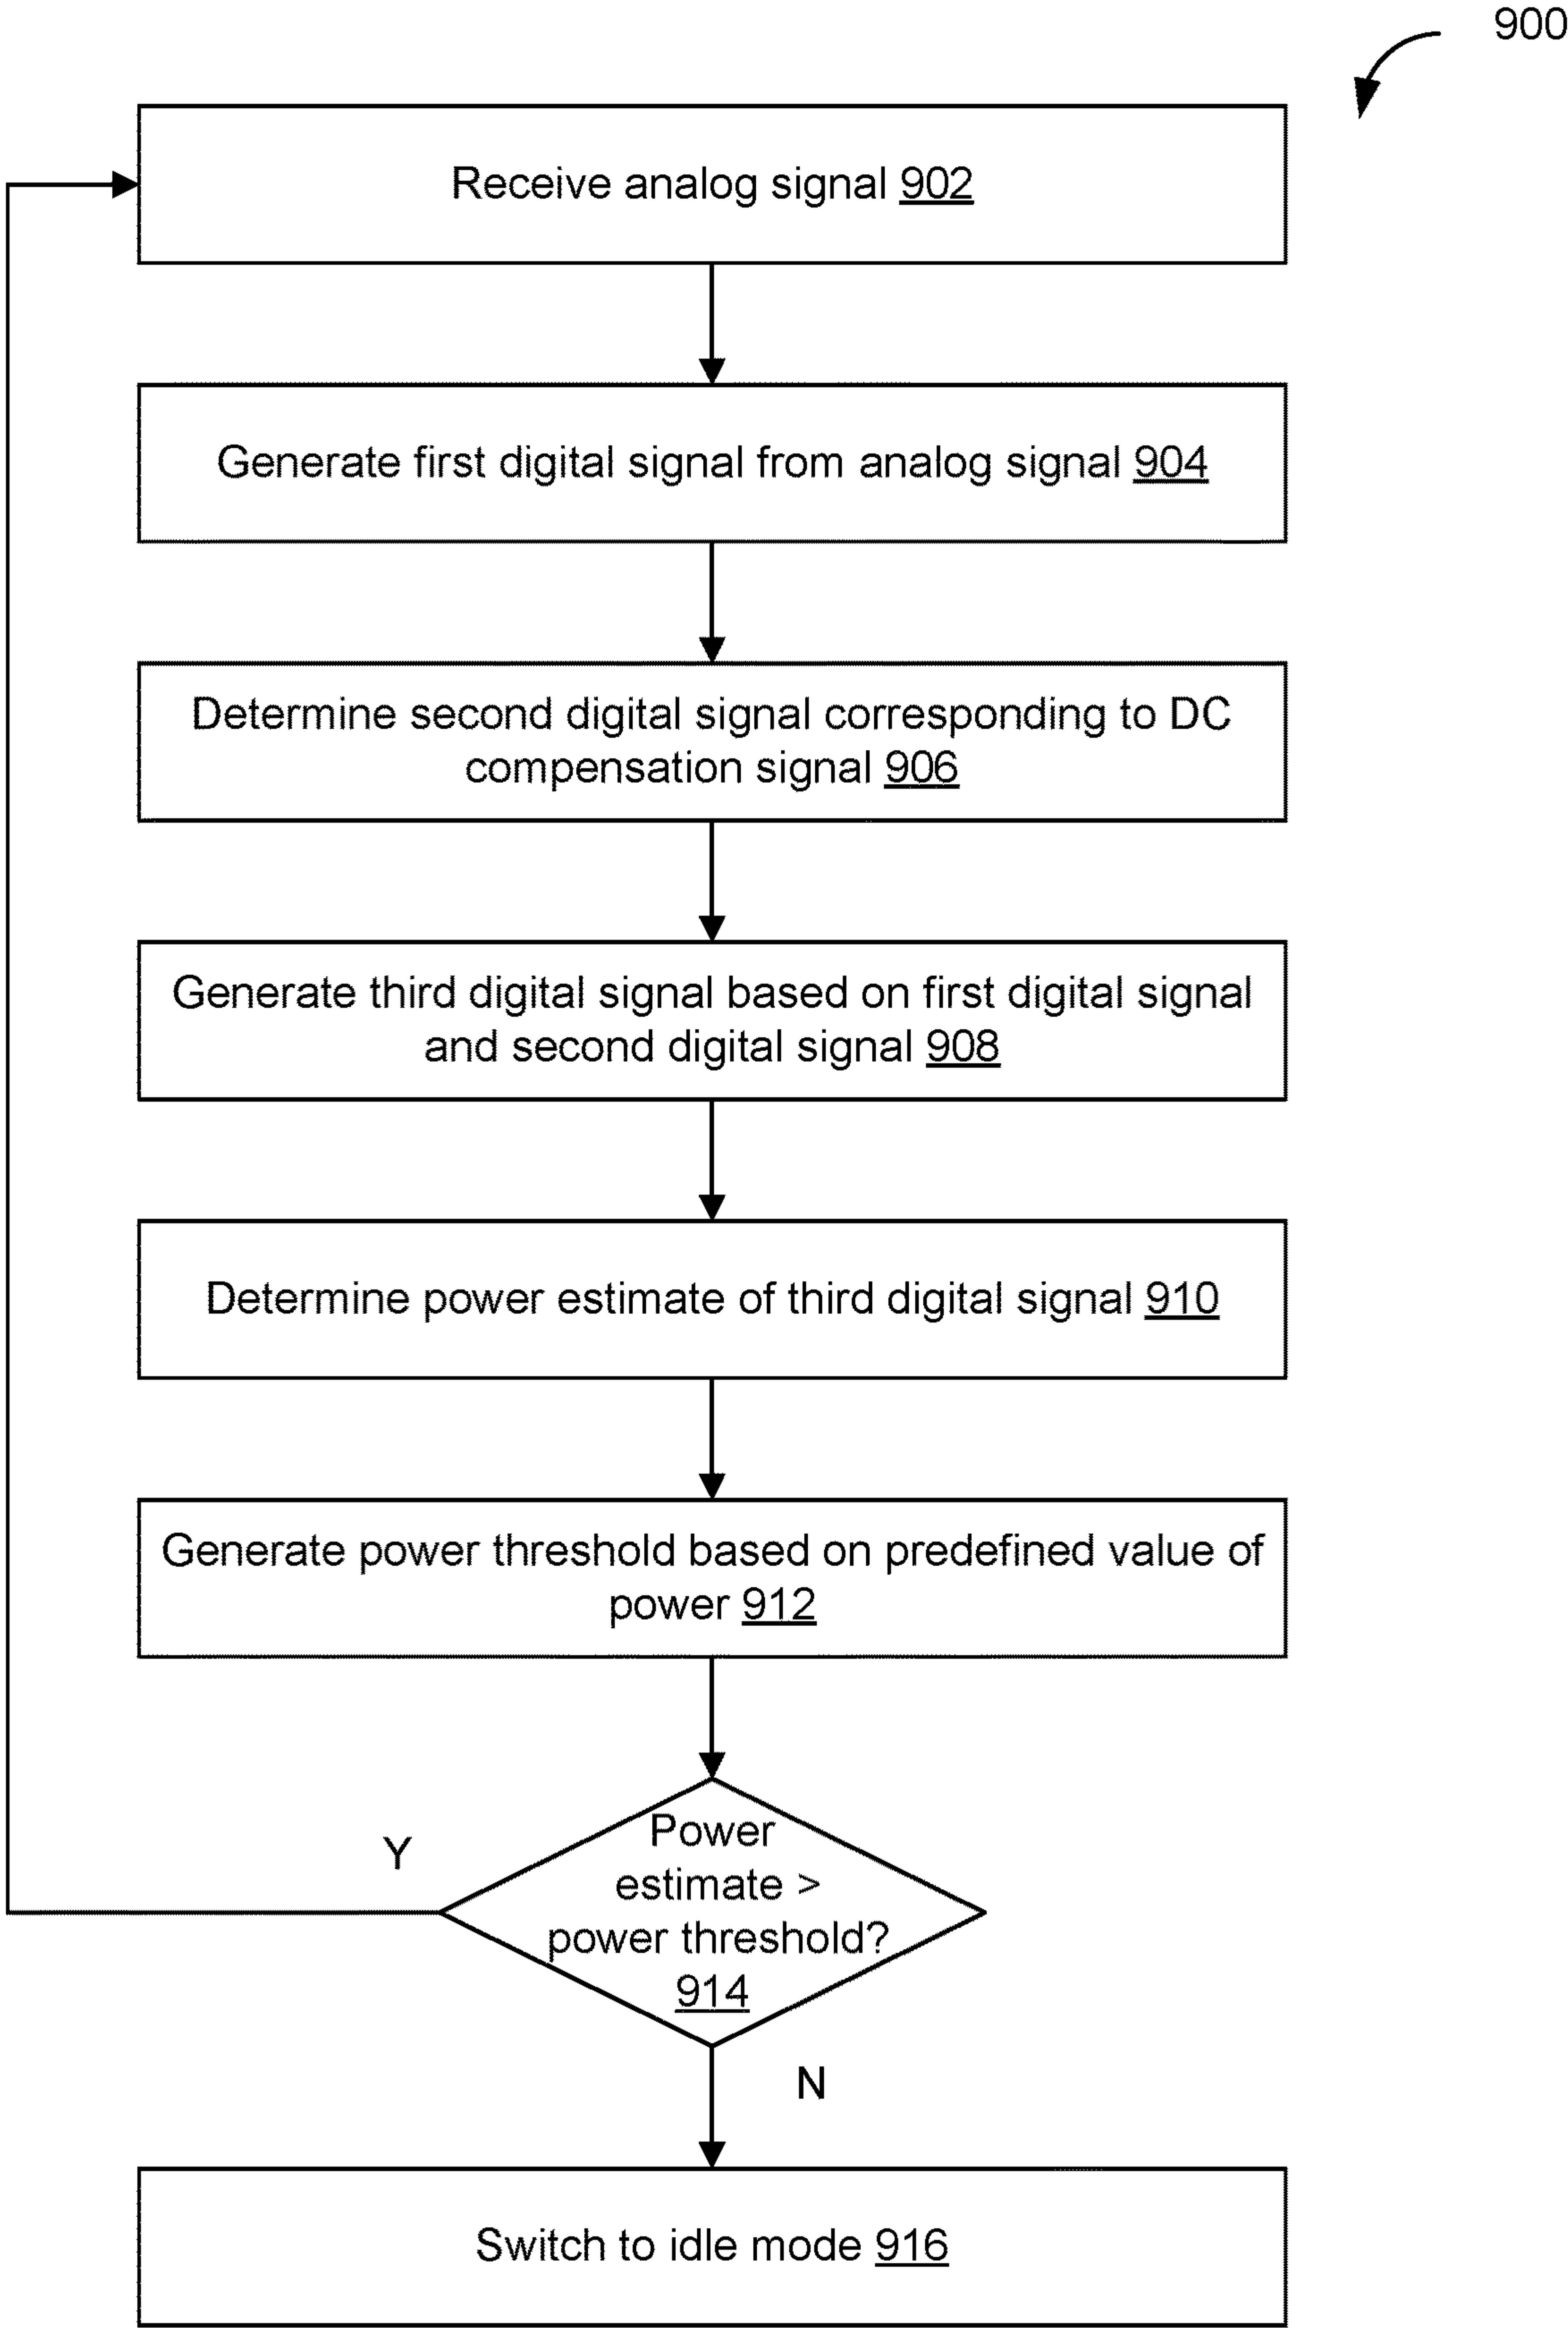 900
Receive analog signal 902
Generate first digital signal from analog signal 904
Determine second digital signal corresponding to DC
compensation signal 906
Generate third digital signal based on first digital signal
and second digital signal 908
Determine power estimate of third digital signal 910
Generate power threshold based on predefined value of
power 912
Power
estimate >
power threshold?
914
Y
N
Switch to idle mode 916